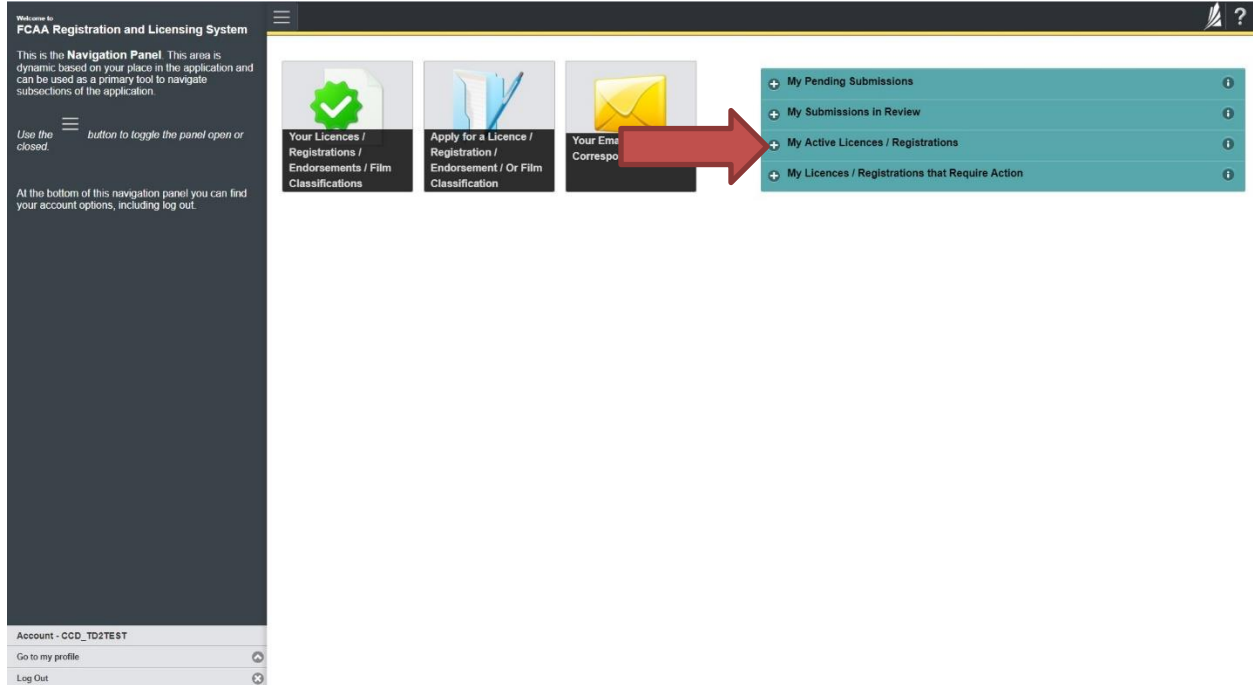 Welcome to
FCAA Registration and Licensing System
This is the Navigation Panel. This area is
dynamic based on your place in the application and
can be used as a primary tool to navigate
subsections of the application.
Use the button to toggle the panel open or
closed.
At the bottom of this navigation panel you can find
your account options, including log out.
Account - CCD_TD2TEST
Go to my profile
Log Out
?
Your Licences /
Registrations /
Endorsements / Film
Classifications
Apply for a Licence /
Registration /
Endorsement / Or Film
Classification
Your
My Pending Submissions
My Submissions in Review
My Active Licences / Registrations
My Licences / Registrations that Require Action